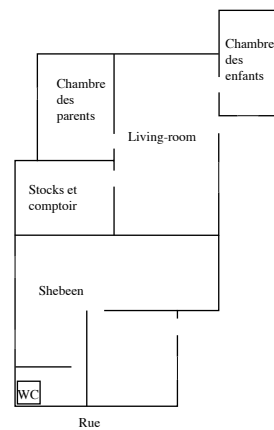 Chambre
des
enfants
Chambre
des
parents
Living-room
Stocks et
comptoir
Shebeen
WC
Rue